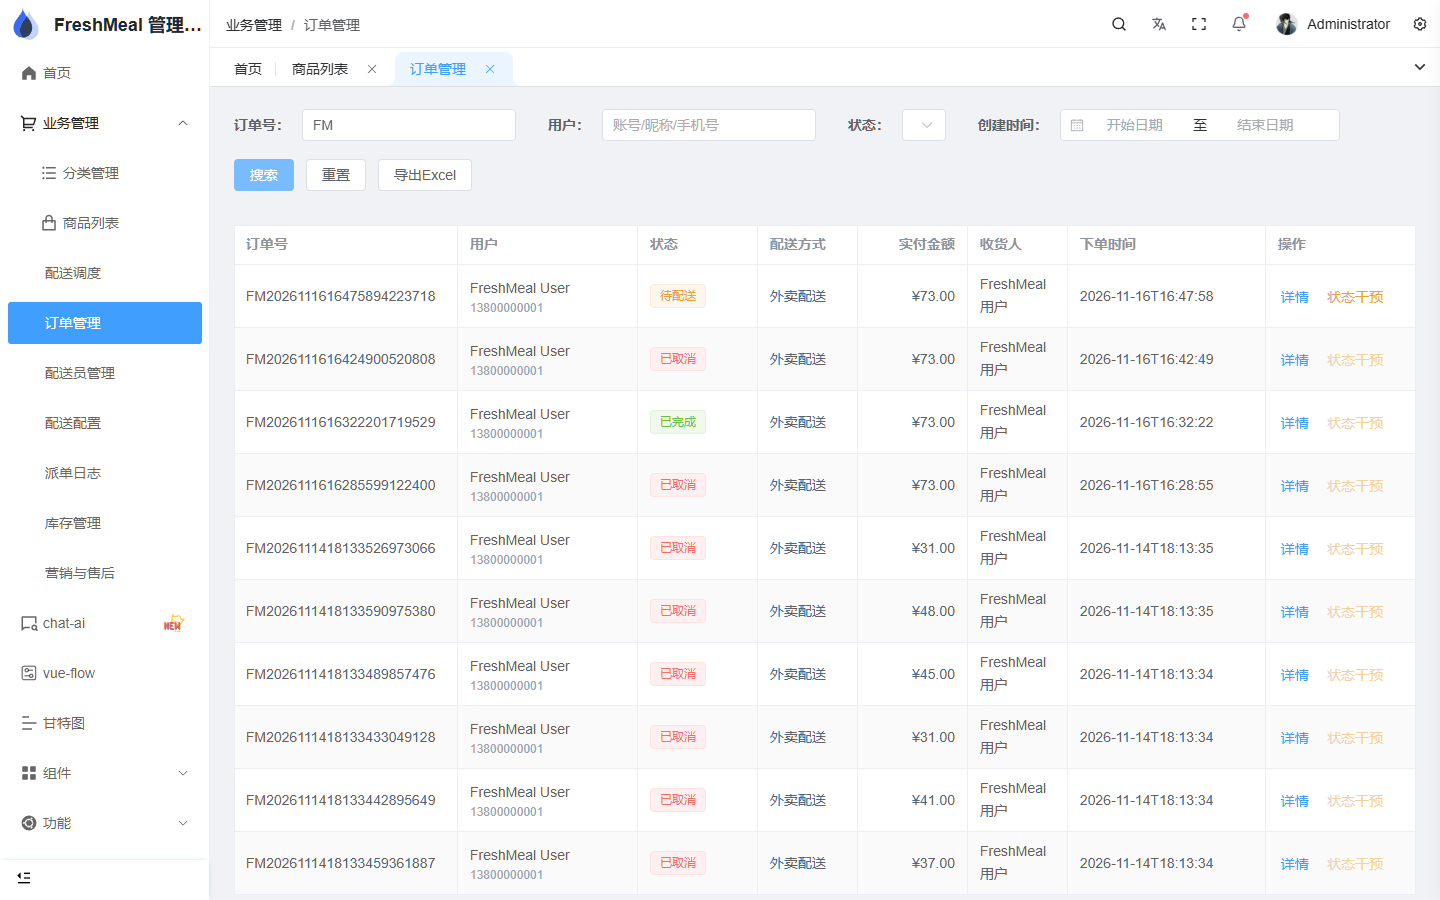 FreshMeal 管理...
业务管理 / 订单管理
Administrator
首页
商品列表
订单管理
首页
业务管理
分类管理
商品列表
配送调度
订单管理
配送员管理
配送配置
派单日志
库存管理
营销与售后
chat-ai
NEW
vue-flow
甘特图
组件
功能
订单号： FM
用户： 账号/昵称/手机号
状态：
创建时间： 开始日期 至 结束日期
搜索 重置 导出Excel
订单号 用户 状态 配送方式 实付金额 收货人 下单时间 操作
FM2026111616475894223718 FreshMeal User 13800000001 待配送 外卖配送 ¥73.00 FreshMeal 用户 2026-11-16T16:47:58 详情 状态干预
FM2026111616424900520808 FreshMeal User 13800000001 已取消 外卖配送 ¥73.00 FreshMeal 用户 2026-11-16T16:42:49 详情 状态干预
FM2026111616322201719529 FreshMeal User 13800000001 已完成 外卖配送 ¥73.00 FreshMeal 用户 2026-11-16T16:32:22 详情 状态干预
FM2026111616285599122400 FreshMeal User 13800000001 已取消 外卖配送 ¥73.00 FreshMeal 用户 2026-11-16T16:28:55 详情 状态干预
FM2026111418133526973066 FreshMeal User 13800000001 已取消 外卖配送 ¥31.00 FreshMeal 用户 2026-11-14T18:13:35 详情 状态干预
FM2026111418133590975380 FreshMeal User 13800000001 已取消 外卖配送 ¥48.00 FreshMeal 用户 2026-11-14T18:13:35 详情 状态干预
FM2026111418133489857476 FreshMeal User 13800000001 已取消 外卖配送 ¥45.00 FreshMeal 用户 2026-11-14T18:13:34 详情 状态干预
FM2026111418133433049128 FreshMeal User 13800000001 已取消 外卖配送 ¥31.00 FreshMeal 用户 2026-11-14T18:13:34 详情 状态干预
FM2026111418133442895649 FreshMeal User 13800000001 已取消 外卖配送 ¥41.00 FreshMeal 用户 2026-11-14T18:13:34 详情 状态干预
FM2026111418133459361887 FreshMeal User 13800000001 已取消 外卖配送 ¥37.00 FreshMeal 用户 2026-11-14T18:13:34 详情 状态干预